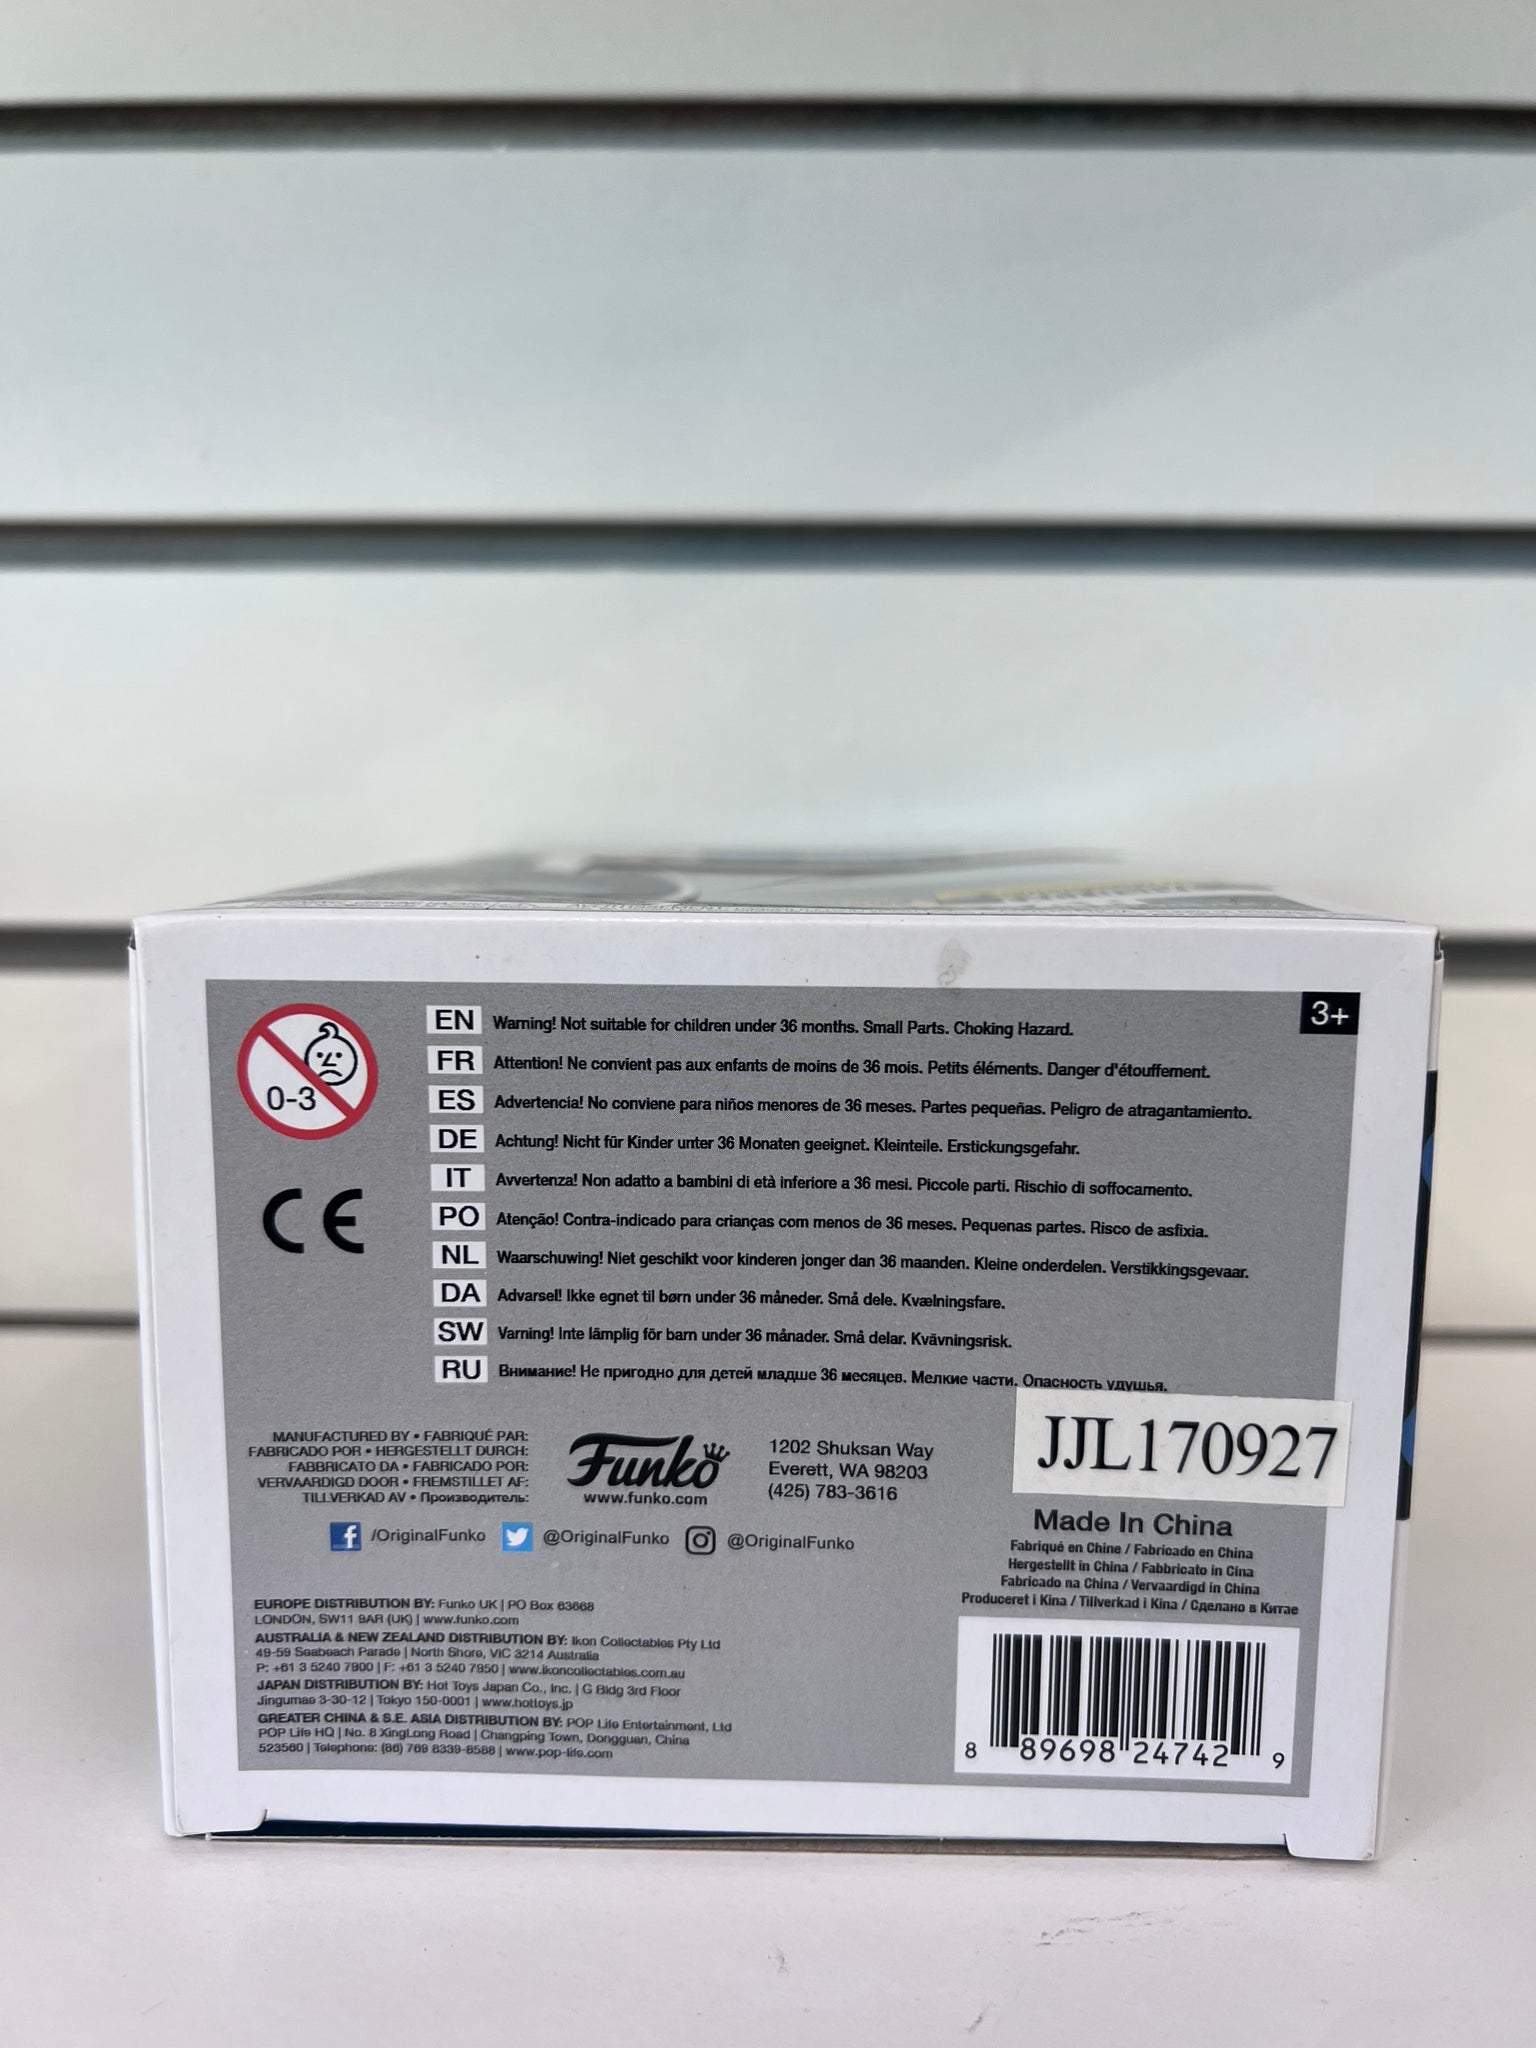 3+
0-3
EN Warning! Not suitable for children under 36 months. Small Parts. Choking Hazard.
FR Attention! Ne convient pas aux enfants de moins de 36 mois. Petits éléments. Danger d'étouffement.
ES Advertencia! No conviene para niños menores de 36 meses. Partes pequeñas. Peligro de atragantamiento.
DE Achtung! Nicht für Kinder unter 36 Monaten geeignet. Kleinteile. Erstickungsgefahr.
IT Avvertenza! Non adatto a bambini di età inferiore a 36 mesi. Piccole parti. Rischio di soffocamento.
PO Atenção! Contra-indicado para crianças com menos de 36 meses. Pequenas partes. Risco de asfixia.
NL Waarschuwing! Niet geschikt voor kinderen jonger dan 36 maanden. Kleine onderdelen. Verstikkingsgevaar.
DA Advarsel! Ikke egnet til børn under 36 måneder. Små dele. Kvælningsfare.
SW Varning! Inte lämplig för barn under 36 månader. Små delar. Kvävningsrisk.
RU Внимание! Не пригодно для детей младше 36 месяцев. Мелкие части. Опасность удушья.
CE
MANUFACTURED BY • FABRIQUÉ PAR:
FABRICADO POR • HERGESTELLT DURCH:
FABBRICATO DA • FABRICADO POR:
VERVAARDIGD DOOR • FREMSTILLET AF:
TILLVERKAD AV • Производитель:
Funko
www.funko.com
1202 Shuksan Way
Everett, WA 98203
(425) 783-3616
JJL170927
/OriginalFunko @OriginalFunko @OriginalFunko
Made In China
Fabriqué en Chine / Fabricado en China
Hergestellt in China / Fabbricato in Cina
Fabricado na China / Vervaardigd in China
Produceret i Kina / Tillverkad i Kina / Сделано в Китае
EUROPE DISTRIBUTION BY: Funko UK | PO Box 63668
LONDON, SW11 9AR (UK) | www.funko.com
AUSTRALIA & NEW ZEALAND DISTRIBUTION BY: Ikon Collectables Pty Ltd
49-59 Seabeach Parade | North Shore, VIC 3214 Australia
P: +61 3 5240 7900 | F: +61 3 5240 7950 | www.ikoncollectables.com.au
JAPAN DISTRIBUTION BY: Hot Toys Japan Co., Inc. | G Bldg 3rd Floor
Jingumae 3-30-12 | Tokyo 150-0001 | www.hottoys.jp
GREATER CHINA & S.E. ASIA DISTRIBUTION BY: POP Life Entertainment, Ltd
POP Life HQ | No. 8 XingLong Road | Changping Town, Dongguan, China
523560 | Telephone: (86) 769 8339-8588 | www.pop-life.com
8 89698 24742 9